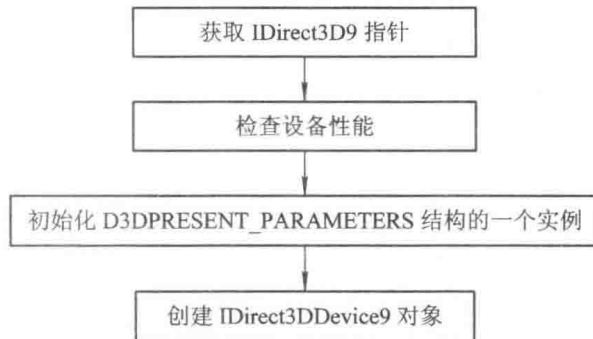 获取 IDirect3D9 指针
检查设备性能
初始化 D3DPRESENT_PARAMETERS 结构的一个实例
创建 IDirect3DDevice9 对象